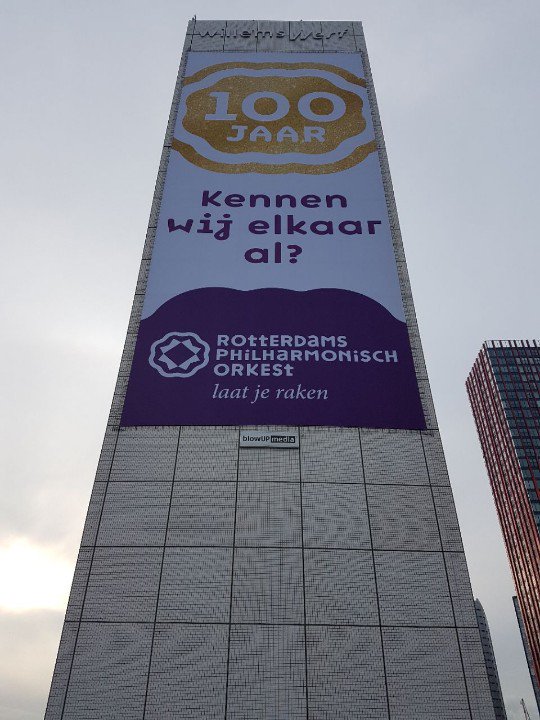 willemswerf
100
JAAR
Kennen
wij elkaar
al?
ROTTERDAMS
PHILHARMONISCH
ORKEST
laat je raken
blowUP media